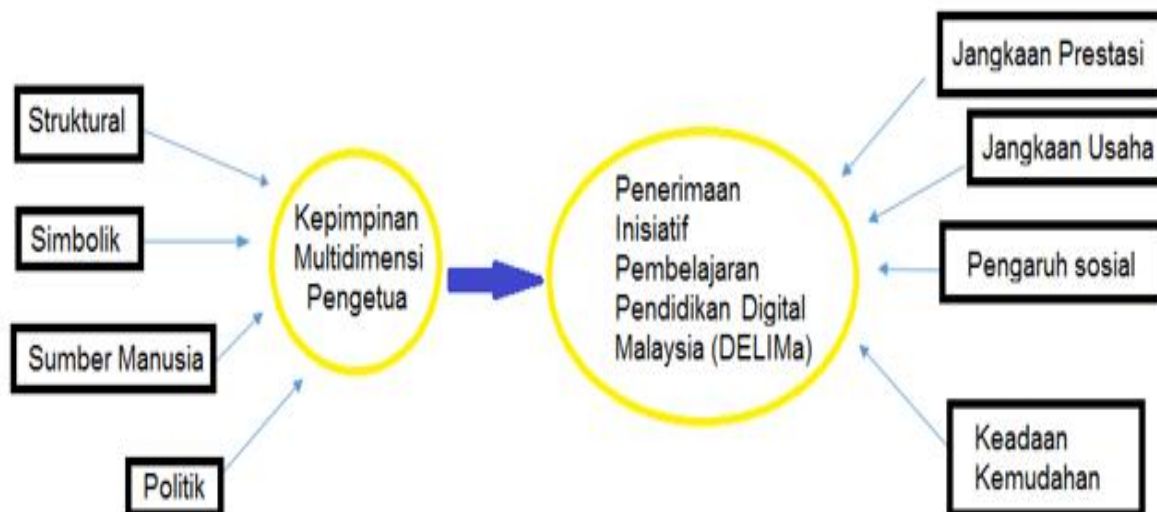 Struktural
Simbolik
Sumber Manusia
Politik
Kepimpinan
Multidimensi
Pengetua
Penerimaan
Inisiatif
Pembelajaran
Pendidikan Digital
Malaysia (DELIMa)
Jangkaan Prestasi
Jangkaan Usaha
Pengaruh sosial
Keadaan
Kemudahan